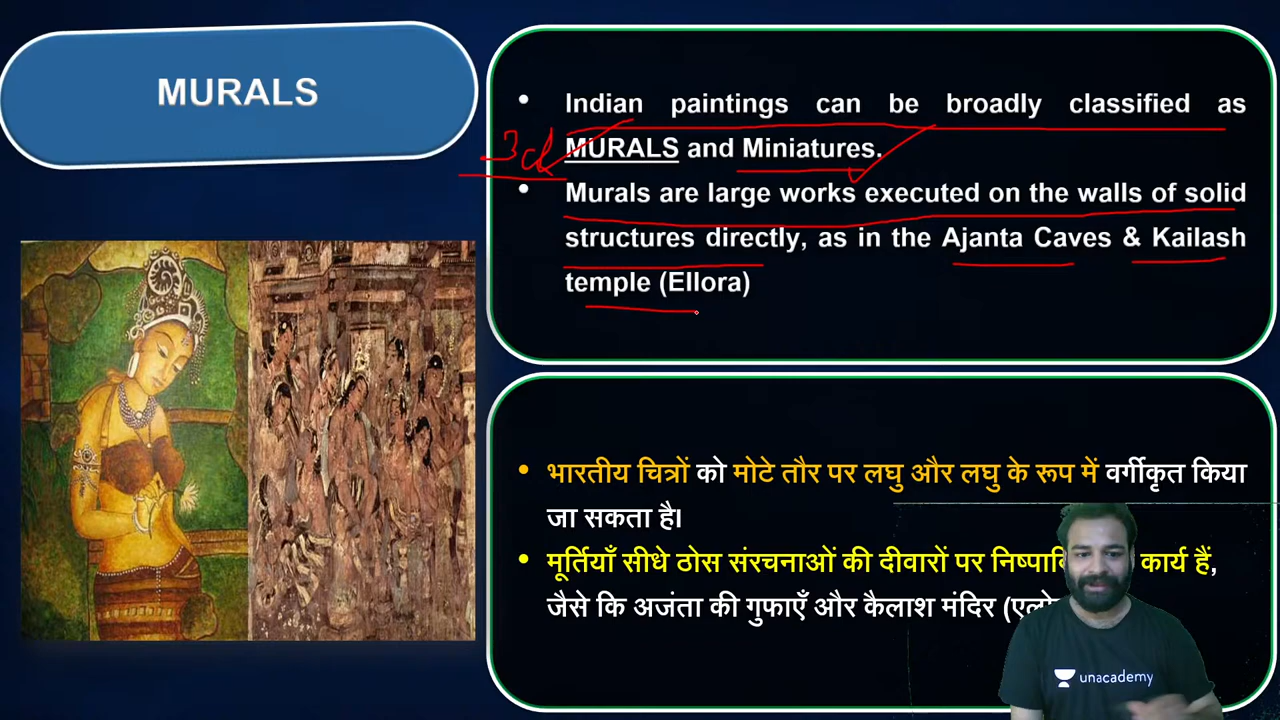 MURALS
Indian paintings can be broadly classified as
MURALS and Miniatures.
3d
Murals are large works executed on the walls of solid
structures directly, as in the Ajanta Caves & Kailash
temple (Ellora)
भारतीय चित्रों को मोटे तौर पर लघु और लघु के रूप में वर्गीकृत किया
जा सकता है।
मूर्तियाँ सीधे ठोस संरचनाओं की दीवारों पर कार्य हैं,
जैसे कि अजंता की गुफाएँ और कैलाश मंदिर
unacademy